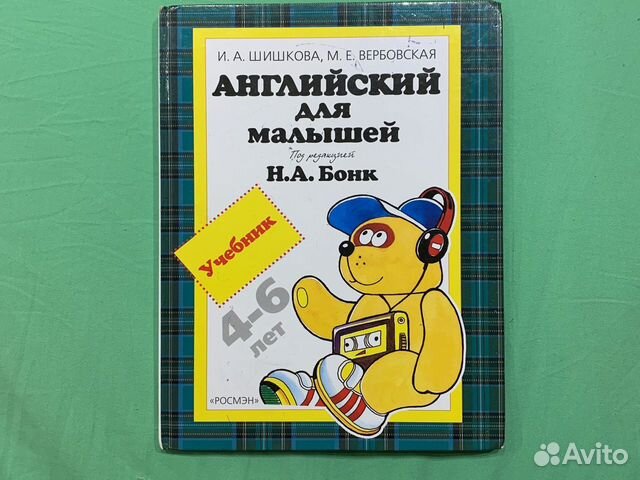 И. А. ШИШКОВА, М. Е. ВЕРБОВСКАЯ
АНГЛИЙСКИЙ
ДЛЯ
МАЛЫШЕЙ
Под редакцией
Н.А. Бонк
Учебник
4-6
лет
«РОСМЭН»
Avito